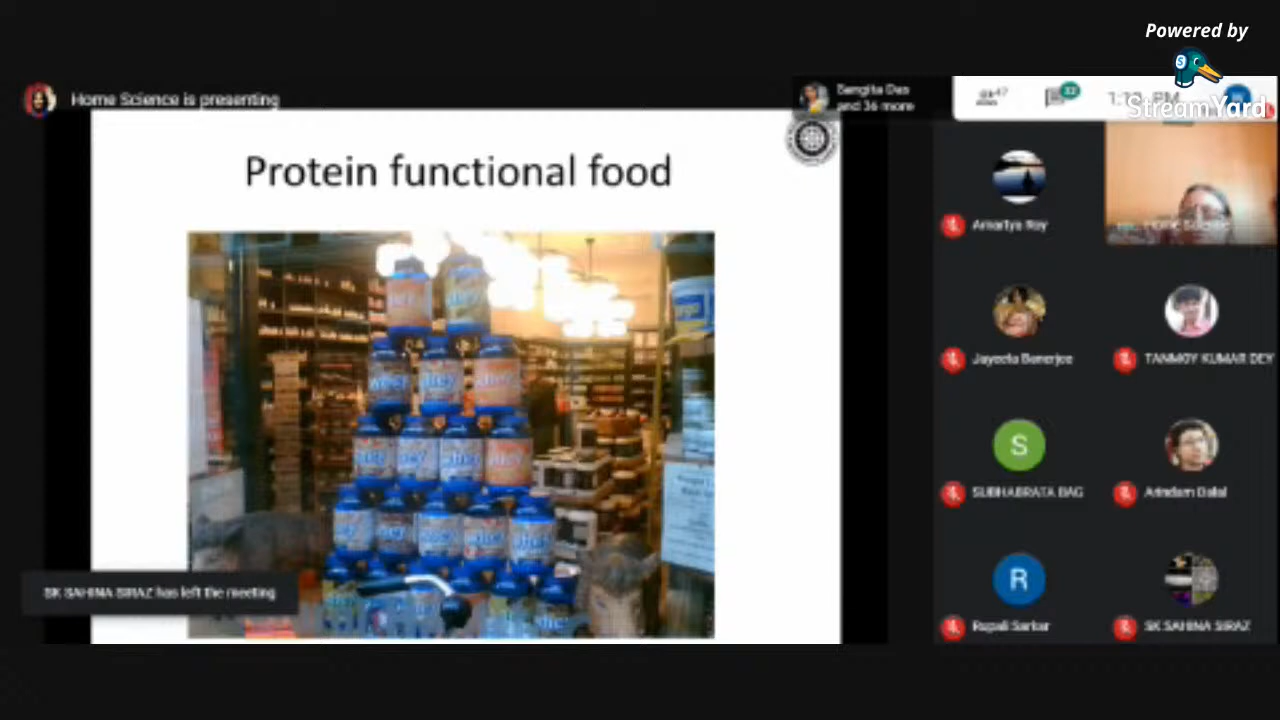 Powered by
StreamYard
Home Science is presenting
Sangita Das
and 36 more
47
32
Protein functional food
Amartya Roy
Jayeeta Banerjee
TANMOY KUMAR DEY
SUBHABRATA BAG
Arindam Dalal
Rupali Sarkar
SK SAHINA SIRAZ
SK SAHINA SIRAZ has left the meeting
S
R